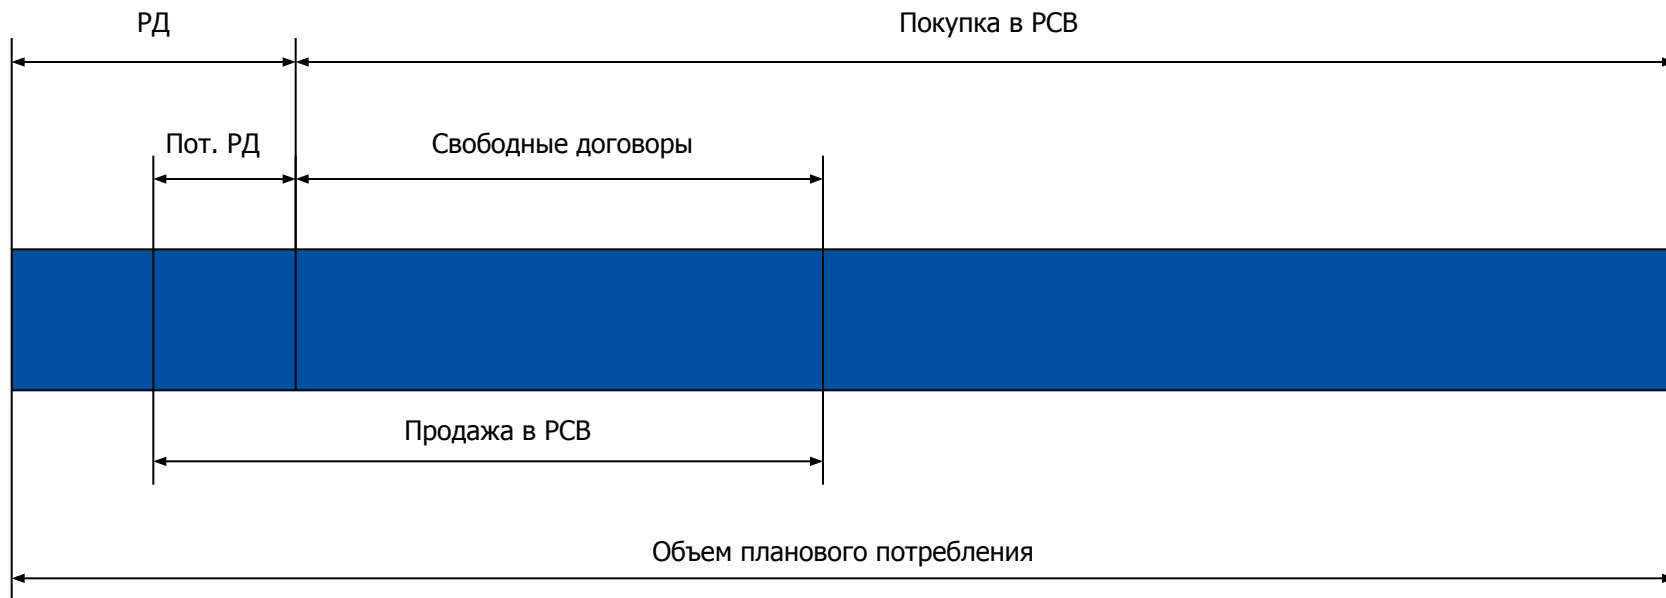 РД
Покупка в РСВ
Пот. РД
Свободные договоры
Продажа в РСВ
Объем планового потребления